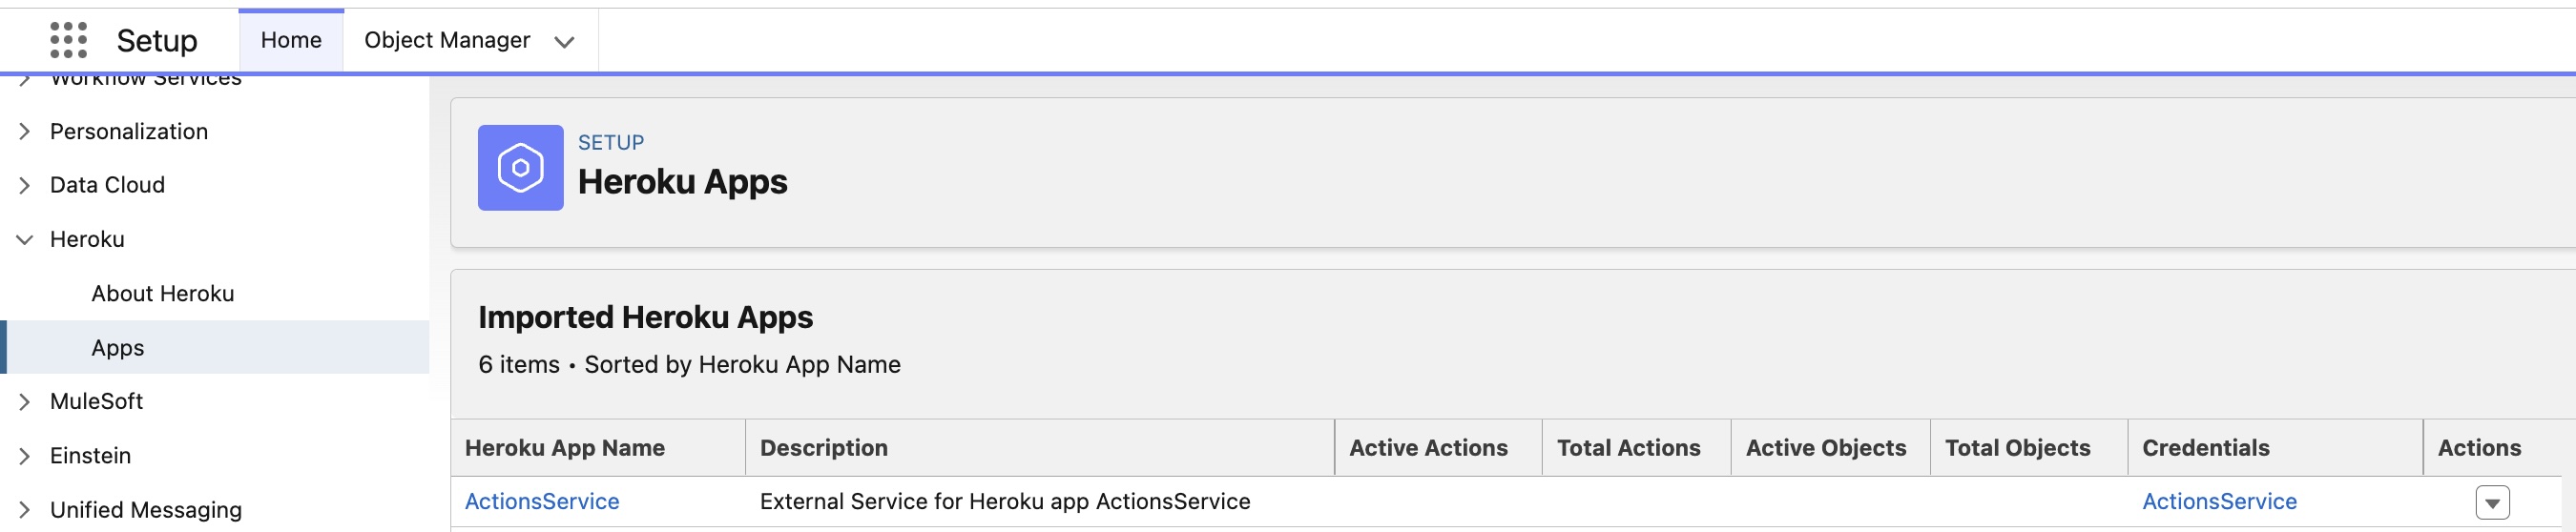 Setup
Home
Object Manager
Workflow Services
Personalization
Data Cloud
Heroku
About Heroku
Apps
MuleSoft
Einstein
Unified Messaging
SETUP
Heroku Apps
Imported Heroku Apps
6 items • Sorted by Heroku App Name
Heroku App Name Description Active Actions Total Actions Active Objects Total Objects Credentials Actions
ActionsService External Service for Heroku app ActionsService ActionsService